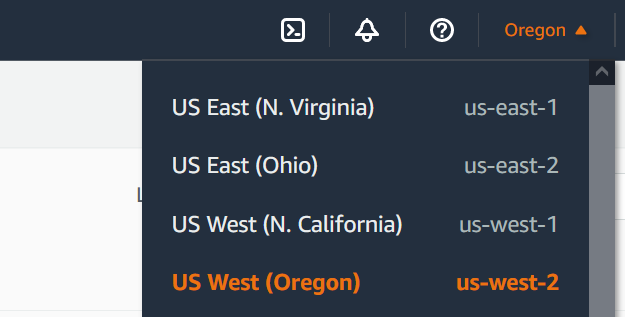 Oregon
US East (N. Virginia) us-east-1
US East (Ohio) us-east-2
US West (N. California) us-west-1
US West (Oregon) us-west-2